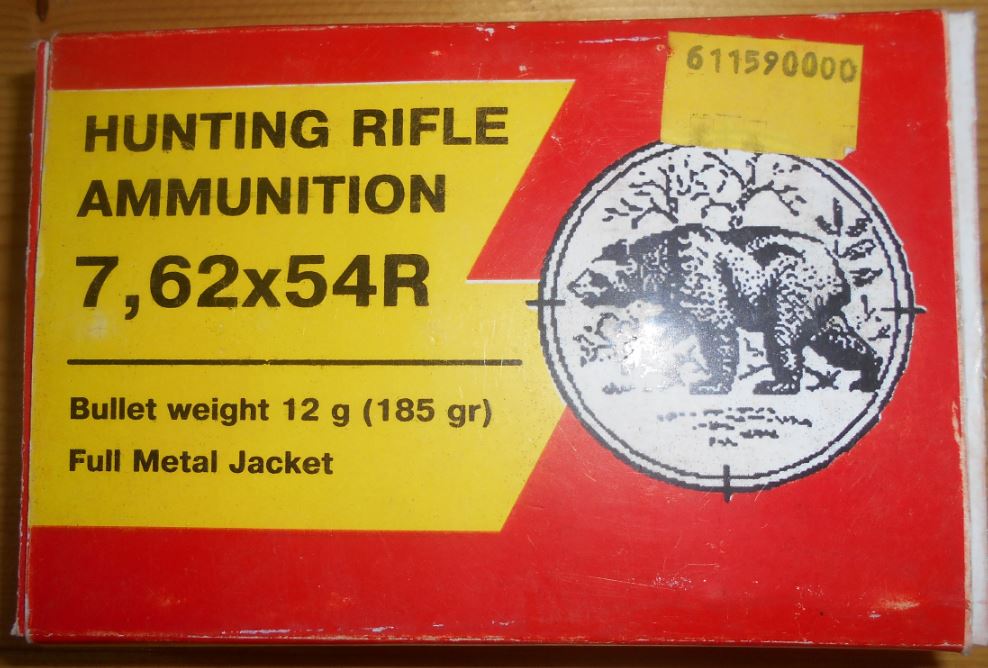 611590000
HUNTING RIFLE
AMMUNITION
7,62x54R
Bullet weight 12 g (185 gr)
Full Metal Jacket